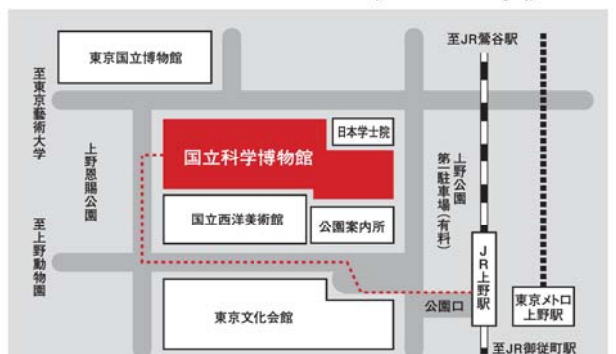 至JR鶯谷駅
東京国立博物館
至東京藝術大学
日本学士院
国立科学博物館
上野恩賜公園
上野公園
第一駐車場(有料)
国立西洋美術館
公園案内所
至上野動物園
JR上野駅
東京メトロ
上野駅
公園口
東京文化会館
至JR御徒町駅